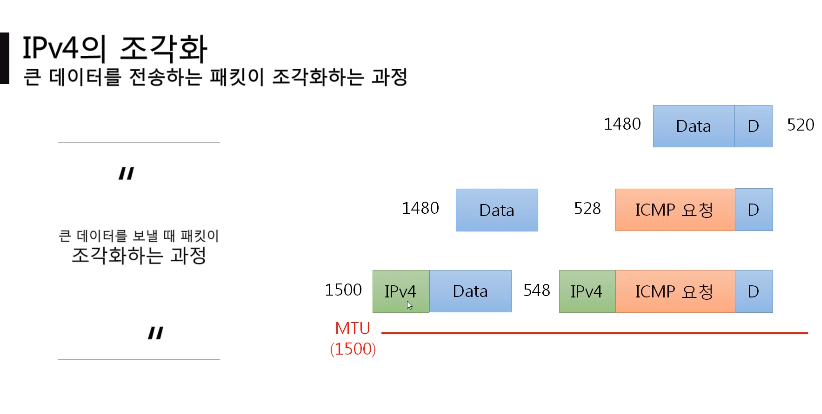 IPv4의 조각화
큰 데이터를 전송하는 패킷이 조각화하는 과정
1480 Data D 520
"
큰 데이터를 보낼 때 패킷이
조각화하는 과정
"
1480 Data 528 ICMP 요청 D
1500 IPv4 Data 548 IPv4 ICMP 요청 D
MTU
(1500)